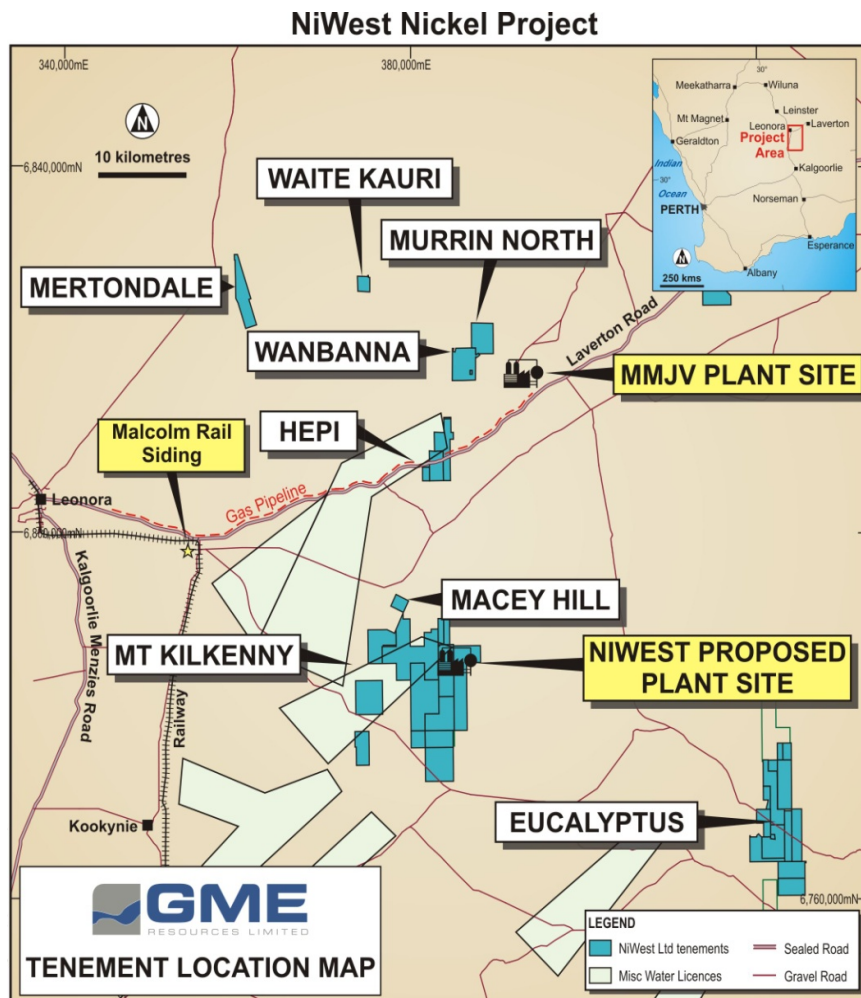 NiWest Nickel Project
340,000mE
380,000mE
30°
Meekatharra
Wiluna
Leinster
Mt Magnet
Leonora
Laverton
Project
Area
Geraldton
Indian
Kalgoorlie
30°
Ocean
Norseman
PERTH
Esperance
N
250 kms
Albany
N
10 kilometres
6,840,000mN
WAITE KAURI
MURRIN NORTH
MERTONDALE
WANBANNA
Laverton Road
MMJV PLANT SITE
HEPI
Malcolm Rail
Siding
Gas Pipeline
Leonora
MACEY HILL
MT KILKENNY
NIWEST PROPOSED
PLANT SITE
Kalgoorlie Menzies Road
Railway
Kookynie
EUCALYPTUS
6,760,000mN
GME
RESOURCES LIMITED
TENEMENT LOCATION MAP
LEGEND
NiWest Ltd tenements
Sealed Road
Misc Water Licences
Gravel Road